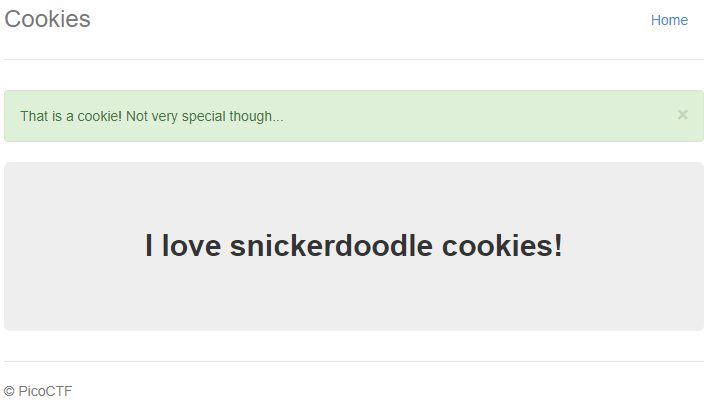 Cookies
Home
That is a cookie! Not very special though...
×
I love snickerdoodle cookies!
© PicoCTF